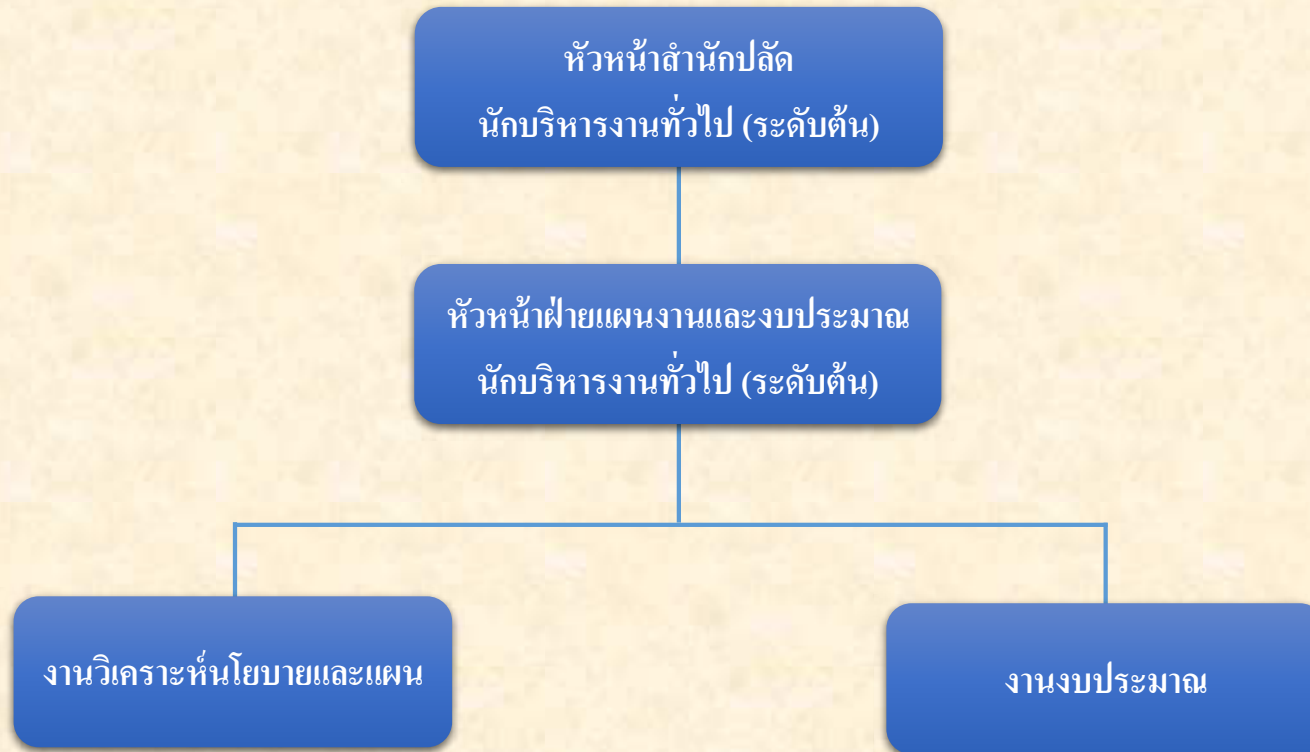 หัวหน้าสำนักปลัด
นักบริหารงานทั่วไป (ระดับต้น)
หัวหน้าฝ่ายแผนงานและงบประมาณ
นักบริหารงานทั่วไป (ระดับต้น)
งานวิเคราะห์นโยบายและแผน
งานงบประมาณ